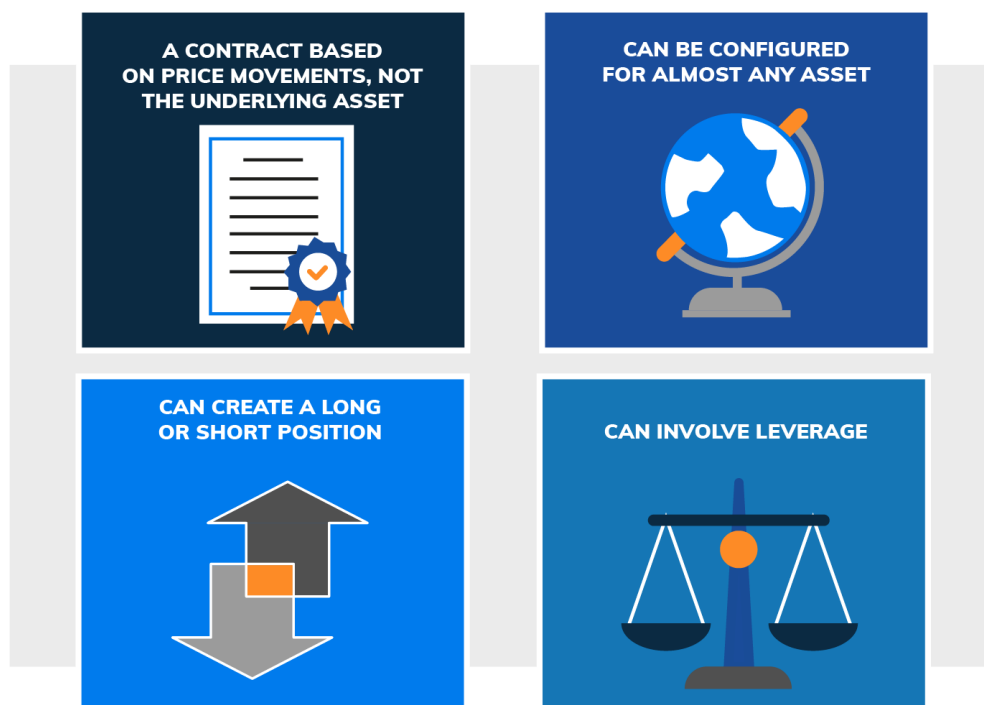 A CONTRACT BASED
ON PRICE MOVEMENTS, NOT
THE UNDERLYING ASSET
CAN BE CONFIGURED
FOR ALMOST ANY ASSET
CAN CREATE A LONG
OR SHORT POSITION
CAN INVOLVE LEVERAGE